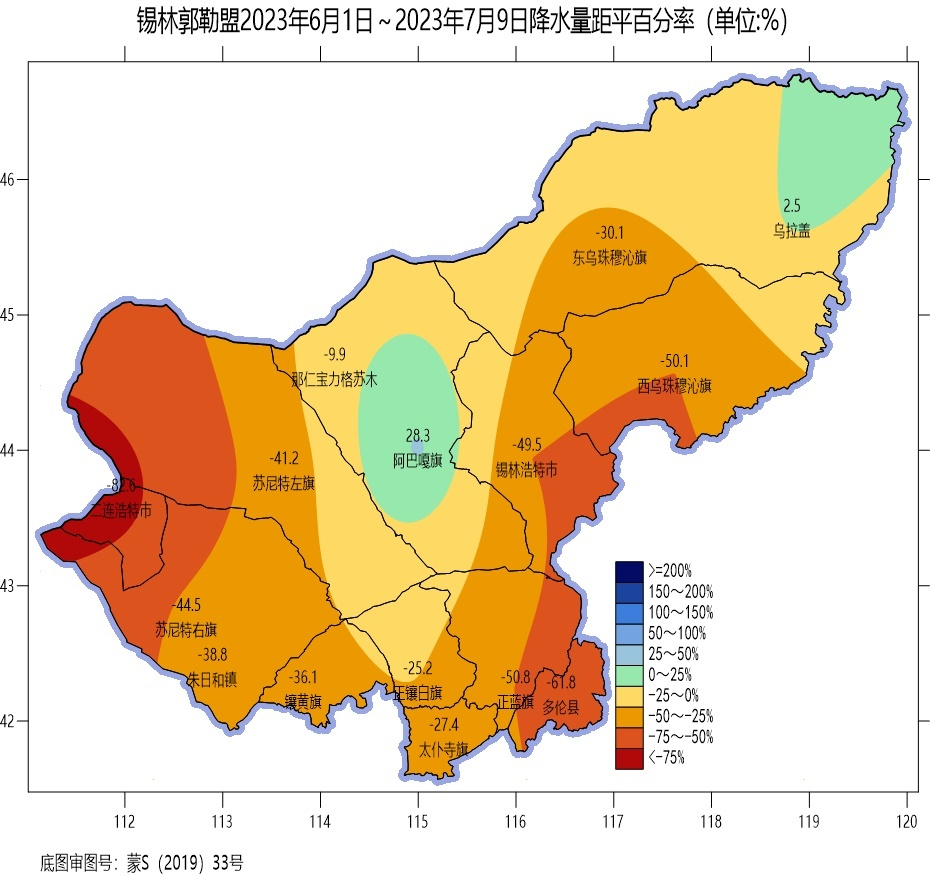 锡林郭勒盟2023年6月1日～2023年7月9日降水量距平百分率（单位:%）
46
45
44
43
42
2.5
乌拉盖
-30.1
东乌珠穆沁旗
-9.9
那仁宝力格苏木
-50.1
西乌珠穆沁旗
28.3
阿巴嘎旗
-49.5
锡林浩特市
-41.2
苏尼特左旗
-82.6
二连浩特市
-44.5
苏尼特右旗
-38.8
朱日和镇
-36.1
镶黄旗
-25.2
正镶白旗
-50.8
正蓝旗
-61.8
多伦县
-27.4
太仆寺旗
>=200%
150～200%
100～150%
50～100%
25～50%
0～25%
-25～0%
-50～-25%
-75～-50%
<-75%
112 113 114 115 116 117 118 119 120
底图审图号：蒙S（2019）33号